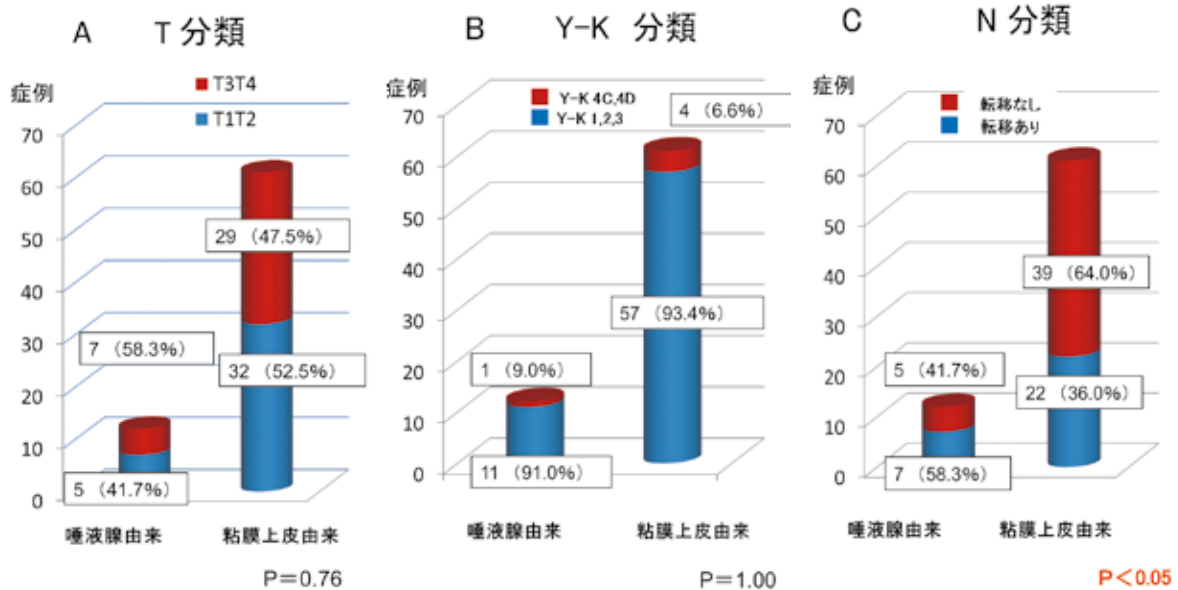 A T 分類
T3T4
T1T2
症例
70
60
50
40
30
20
10
0
29 (47.5%)
7 (58.3%)
32 (52.5%)
5 (41.7%)
唾液腺由来 粘膜上皮由来
P=0.76
B Y-K 分類
Y-K 4C,4D
Y-K 1,2,3
症例
70
60
50
40
30
20
10
0
4 (6.6%)
57 (93.4%)
1 (9.0%)
11 (91.0%)
唾液腺由来 粘膜上皮由来
P=1.00
C N 分類
転移なし
転移あり
症例
70
60
50
40
30
20
10
0
39 (64.0%)
5 (41.7%)
22 (36.0%)
7 (58.3%)
唾液腺由来 粘膜上皮由来
P<0.05